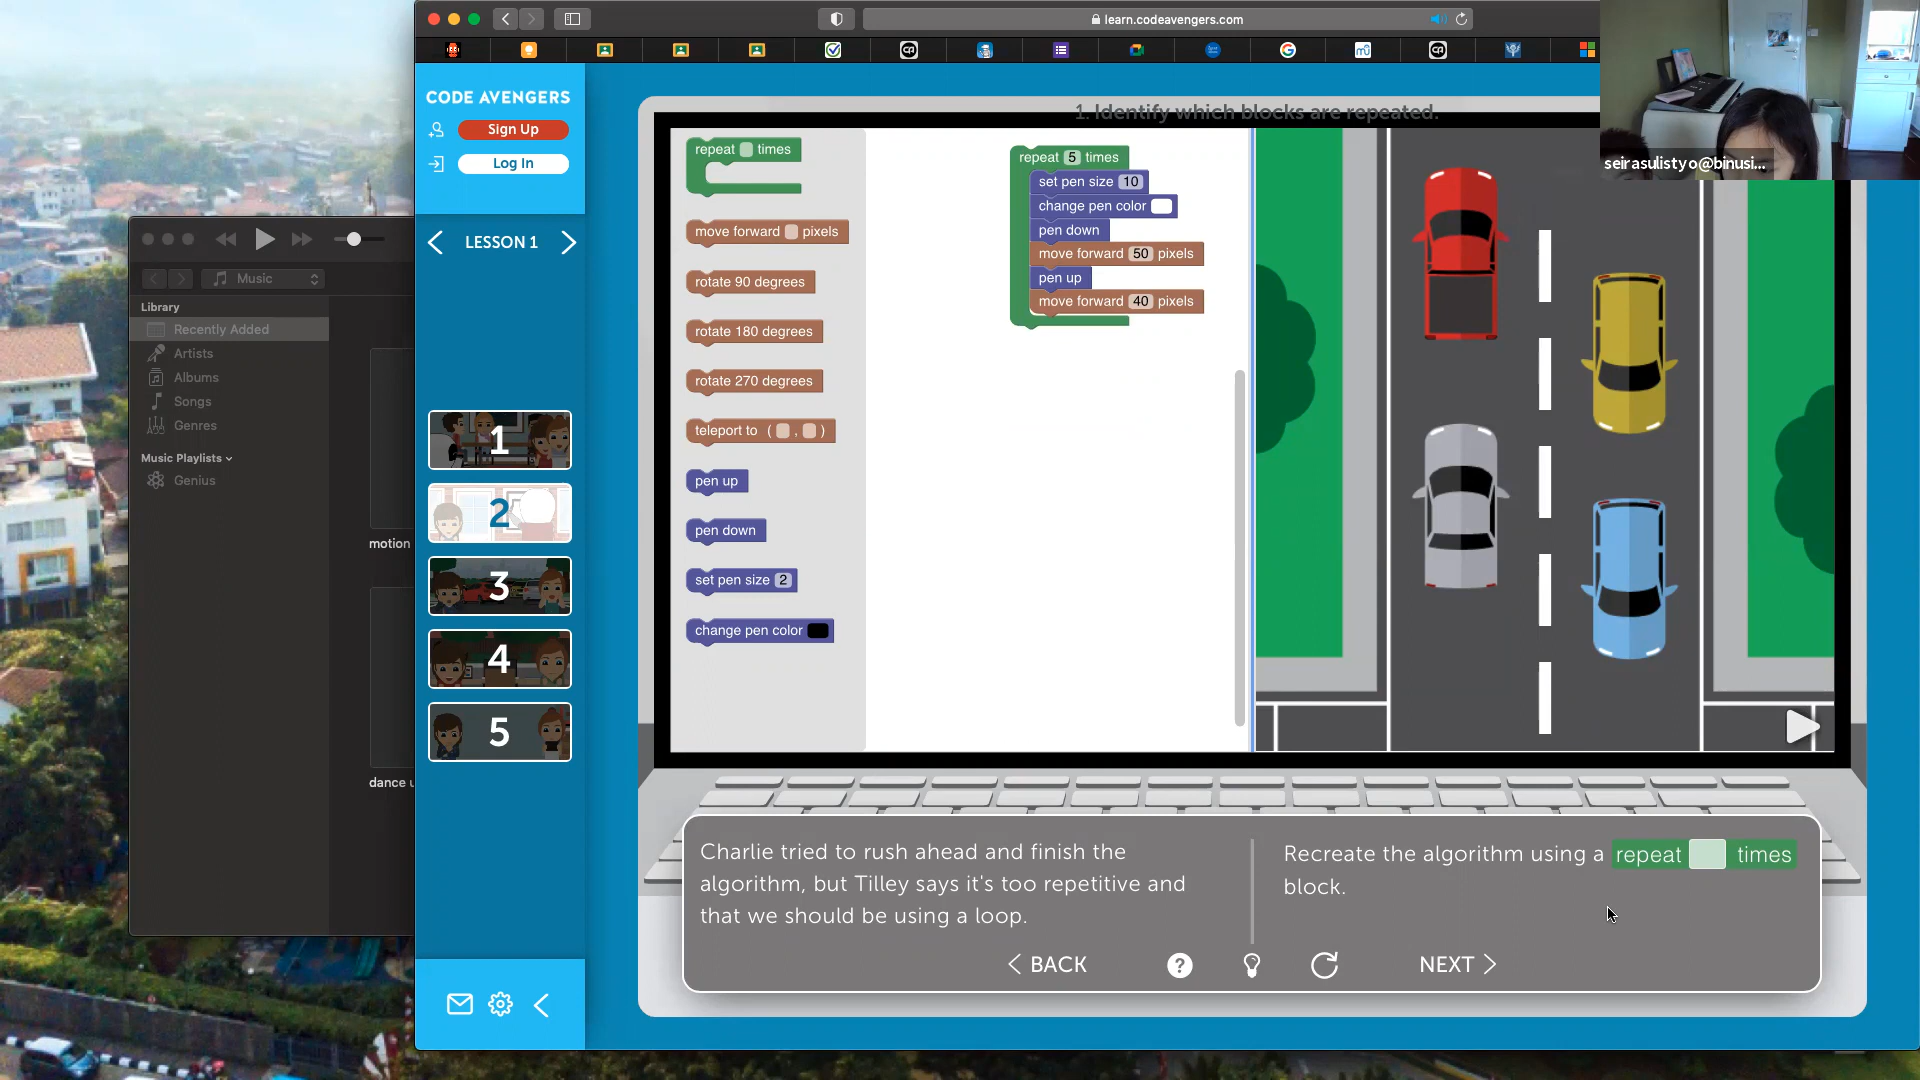 learn.codeavengers.com
CODE AVENGERS
Sign Up
Log In
LESSON 1
1
2
3
4
5
Music
Library
Recently Added
Artists
Albums
Songs
Genres
Music Playlists
Genius
motion
dance u
1. Identify which blocks are repeated.
repeat times
move forward pixels
rotate 90 degrees
rotate 180 degrees
rotate 270 degrees
teleport to ( , )
pen up
pen down
set pen size 2
change pen color
repeat 5 times
set pen size 10
change pen color
pen down
move forward 50 pixels
pen up
move forward 40 pixels
seirasulistyo@binusi...
Charlie tried to rush ahead and finish the
algorithm, but Tilley says it's too repetitive and
that we should be using a loop.
Recreate the algorithm using a repeat times
block.
< BACK
?
NEXT >